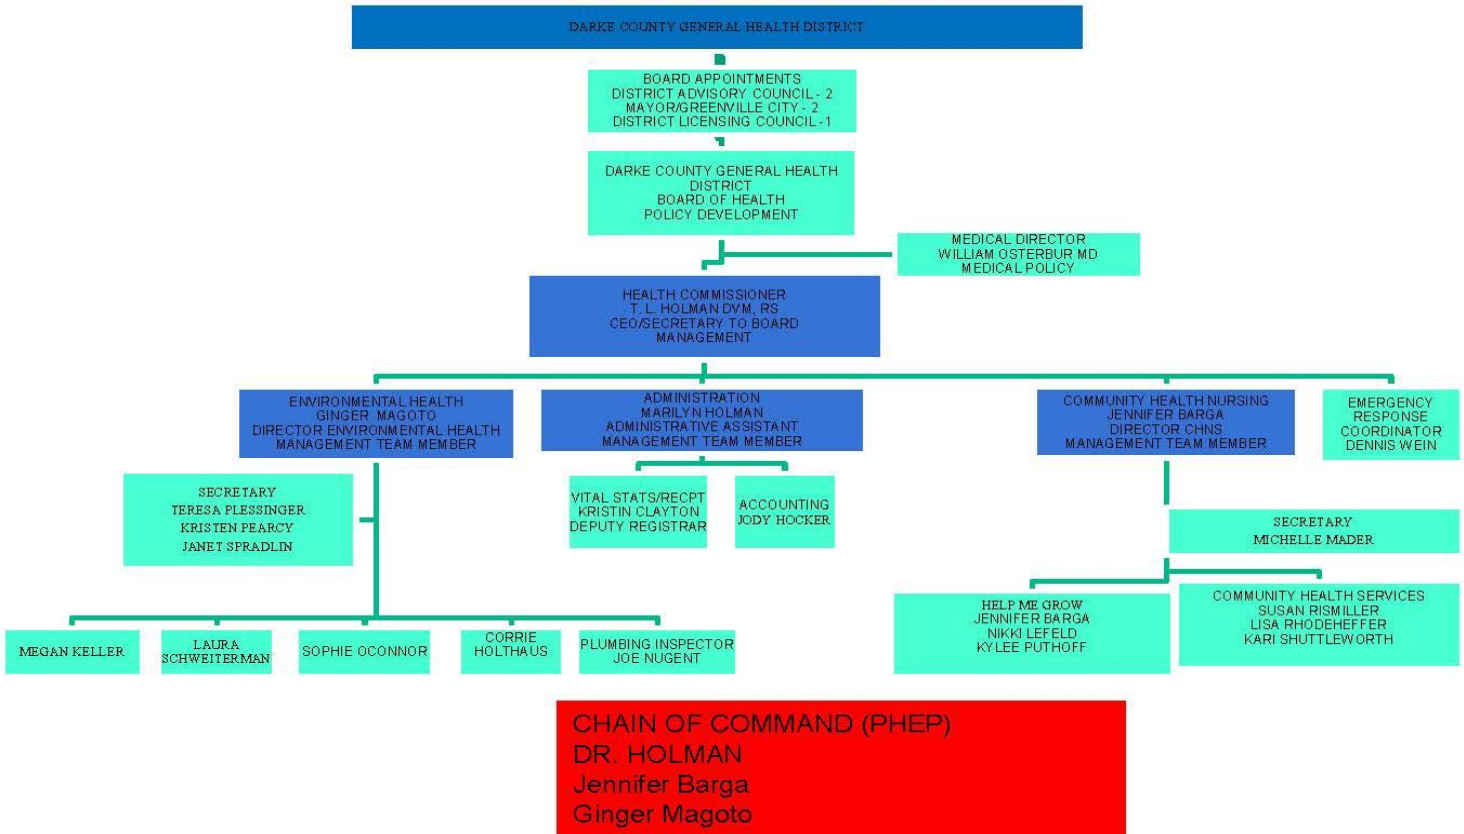 DARKE COUNTY GENERAL HEALTH DISTRICT
BOARD APPOINTMENTS
DISTRICT ADVISORY COUNCIL - 2
MAYOR/GREENVILLE CITY - 2
DISTRICT LICENSING COUNCIL -1
DARKE COUNTY GENERAL HEALTH
DISTRICT
BOARD OF HEALTH
POLICY DEVELOPMENT
MEDICAL DIRECTOR
WILLIAM OSTERBUR MD
MEDICAL POLICY
HEALTH COMMISSIONER
T. L. HOLMAN DVM, RS
CEO/SECRETARY TO BOARD
MANAGEMENT
ENVIRONMENTAL HEALTH
GINGER MAGOTO
DIRECTOR ENVIRONMENTAL HEALTH
MANAGEMENT TEAM MEMBER
ADMINISTRATION
MARILYN HOLMAN
ADMINISTRATIVE ASSISTANT
MANAGEMENT TEAM MEMBER
COMMUNITY HEALTH NURSING
JENNIFER BARGA
DIRECTOR CHNS
MANAGEMENT TEAM MEMBER
EMERGENCY
RESPONSE
COORDINATOR
DENNIS WEIN
SECRETARY
TERESA PLESSINGER
KRISTEN PEARCY
JANET SPRADLIN
VITAL STATS/RECPT
KRISTIN CLAYTON
DEPUTY REGISTRAR
ACCOUNTING
JODY HOCKER
SECRETARY
MICHELLE MADER
HELP ME GROW
JENNIFER BARGA
NIKKI LEFELD
KYLEE PUTHOFF
COMMUNITY HEALTH SERVICES
SUSAN RISMILLER
LISA RHODEHEFFER
KARI SHUTTLEWORTH
MEGAN KELLER
LAURA
SCHWEITERMAN
SOPHIE OCONNOR
CORRIE
HOLTHAUS
PLUMBING INSPECTOR
JOE NUGENT
CHAIN OF COMMAND (PHEP)
DR. HOLMAN
Jennifer Barga
Ginger Magoto